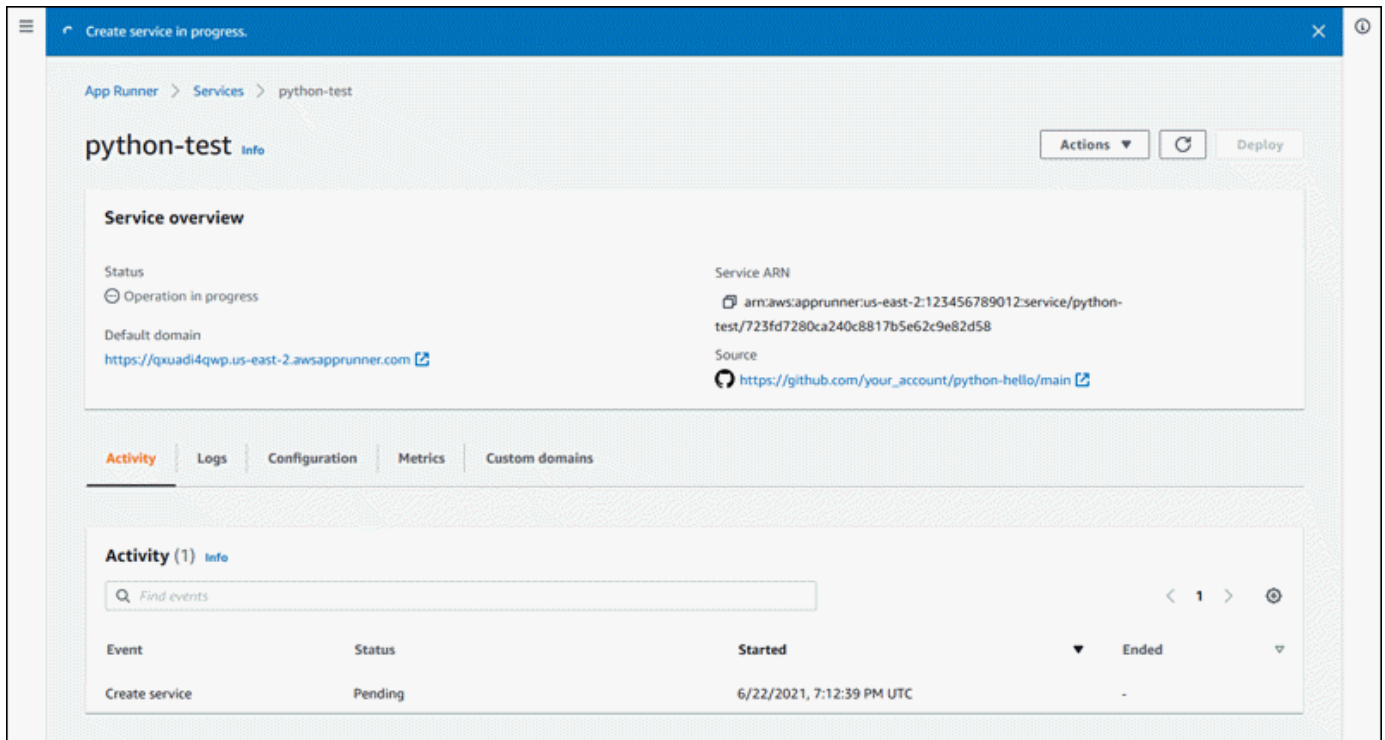 Create service in progress.
App Runner > Services > python-test
python-test Info
Actions
Deploy
Service overview
Status
Operation in progress
Default domain
https://qxuadi4qwp.us-east-2.awsapprunner.com
Service ARN
arn:aws:apprunner:us-east-2:123456789012:service/python-
test/723fd7280ca240c8817b5e62c9e82d58
Source
https://github.com/your_account/python-hello/main
Activity Logs Configuration Metrics Custom domains
Activity (1) Info
Find events
< 1 >
Event Status Started Ended
Create service Pending 6/22/2021, 7:12:39 PM UTC -